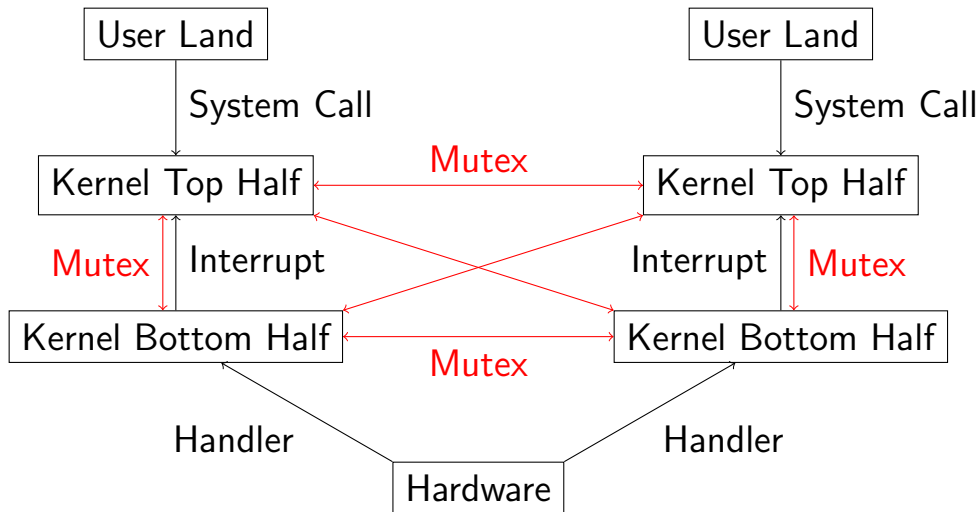 User Land
User Land
System Call
System Call
Mutex
Kernel Top Half
Kernel Top Half
Mutex
Interrupt
Interrupt
Mutex
Kernel Bottom Half
Kernel Bottom Half
Mutex
Handler
Handler
Hardware